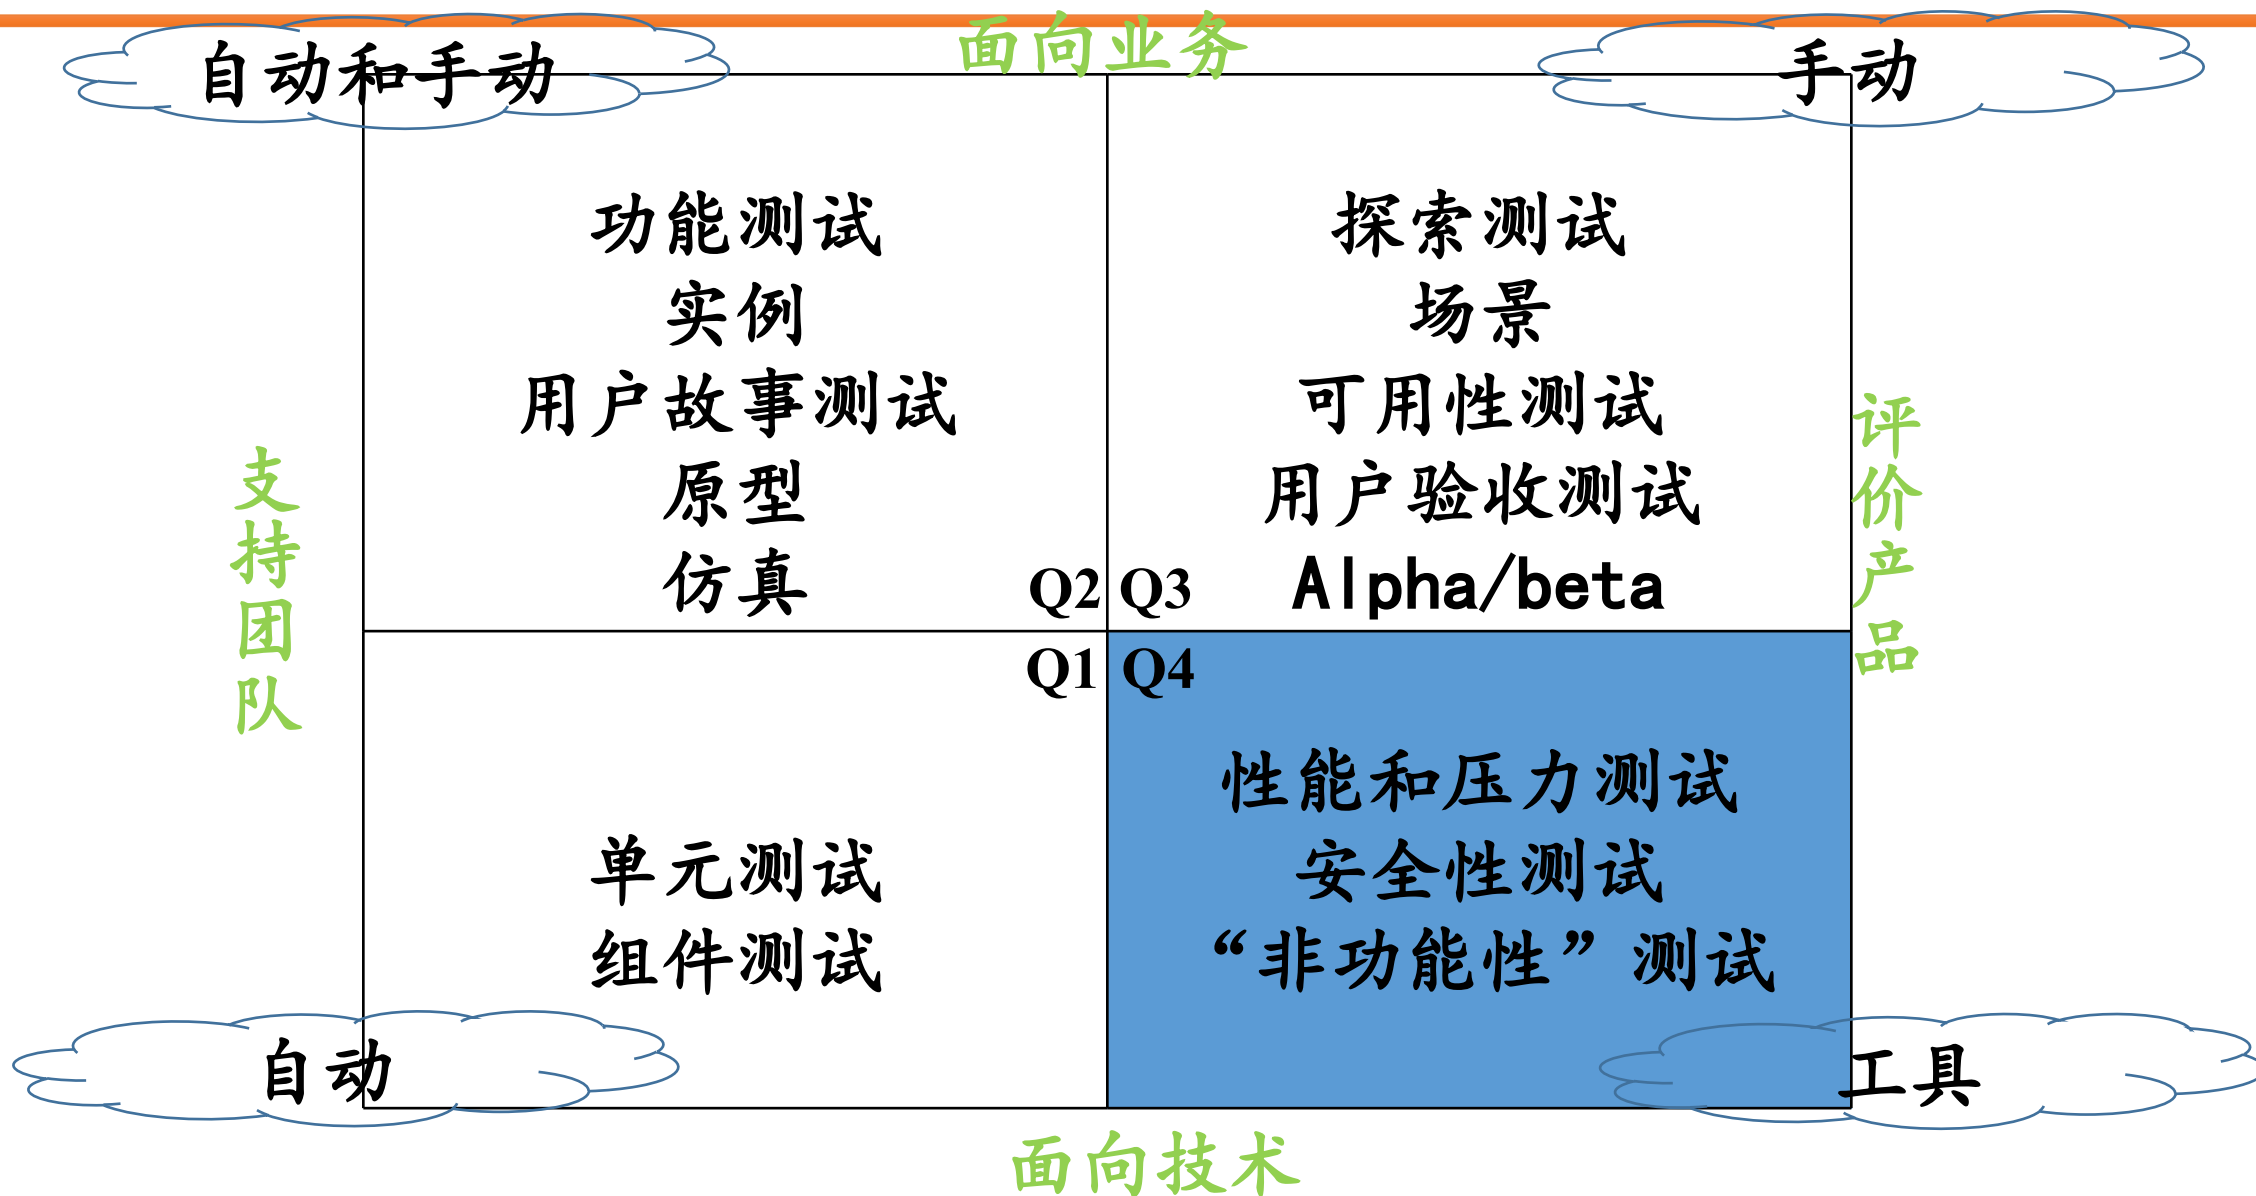 面向业务
自动和手动
手动
功能测试
实例
用户故事测试
原型
仿真
Q2
Q3
探索测试
场景
可用性测试
用户验收测试
Alpha/beta
支持团队
评价产品
Q1
Q4
单元测试
组件测试
性能和压力测试
安全性测试
“非功能性”测试
自动
工具
面向技术